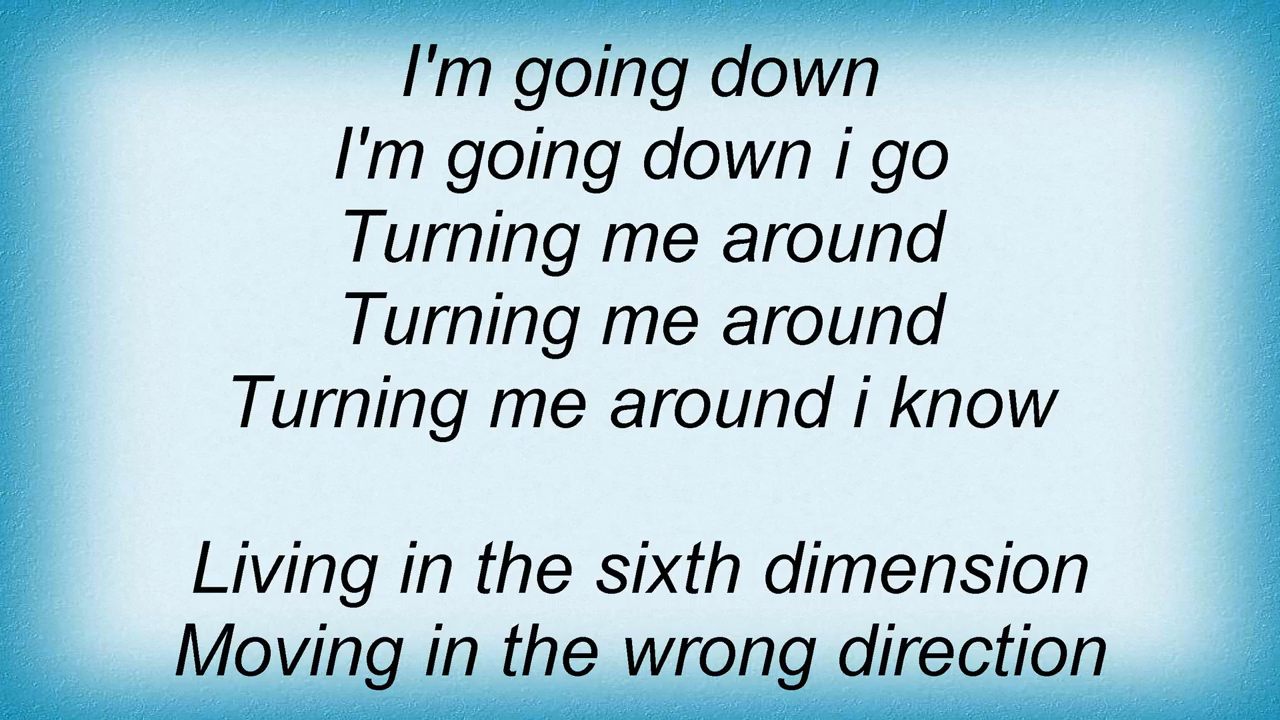 I'm going down
I'm going down i go
Turning me around
Turning me around
Turning me around i know
Living in the sixth dimension
Moving in the wrong direction